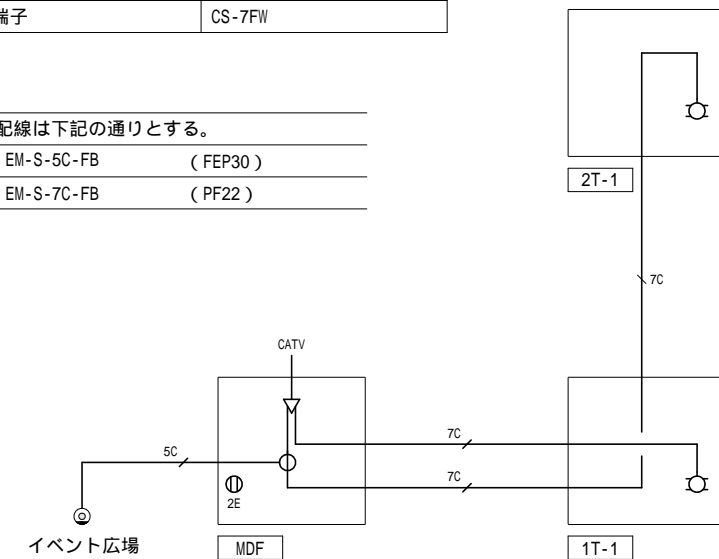 端子 CS-7FW
配線は下記の通りとする。
EM-S-5C-FB (FEP30)
EM-S-7C-FB (PF22)
2T-1
7C
CATV
7C
5C
7C
2E
イベント広場
MDF
1T-1